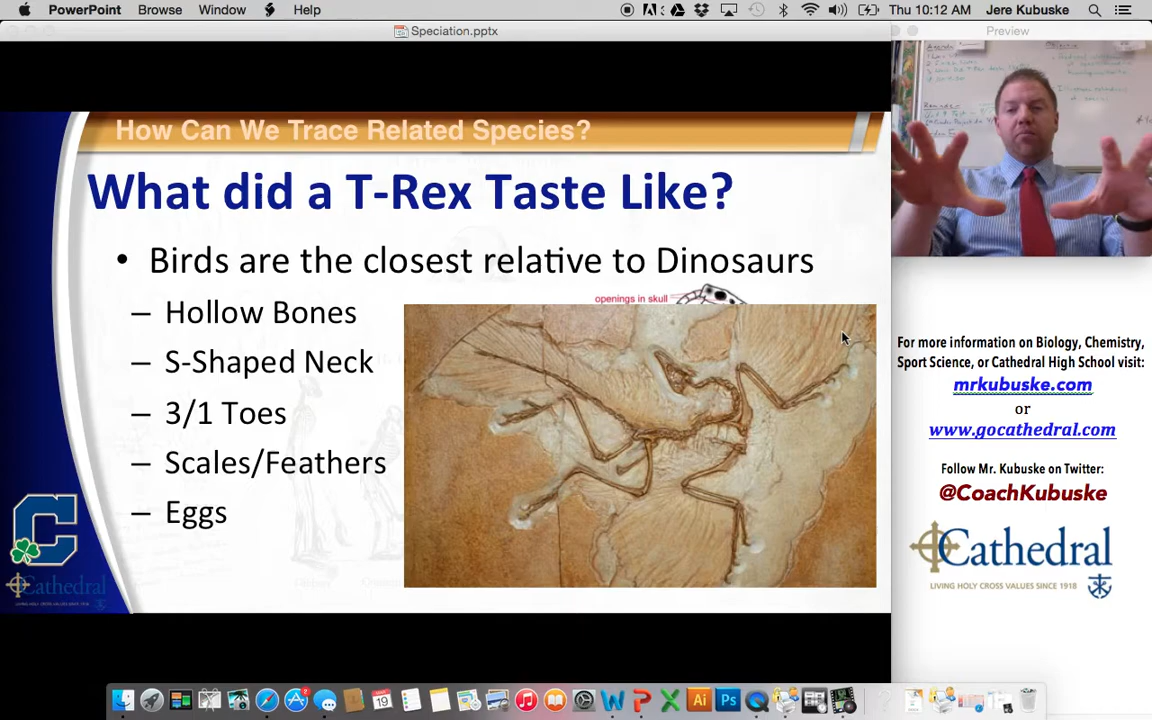 PowerPoint Browse Window Help
Thu 10:12 AM Jere Kubuske
Speciation.pptx
Preview
How Can We Trace Related Species?
What did a T-Rex Taste Like?
• Birds are the closest relative to Dinosaurs
– Hollow Bones
– S-Shaped Neck
– 3/1 Toes
– Scales/Feathers
– Eggs
openings in skull
C
Cathedral
For more information on Biology, Chemistry,
Sport Science, or Cathedral High School visit:
mrkubuske.com
or
www.gocathedral.com
Follow Mr. Kubuske on Twitter:
@CoachKubuske
Cathedral
LIVING HOLY CROSS VALUES SINCE 1918
19
Ai
Ps